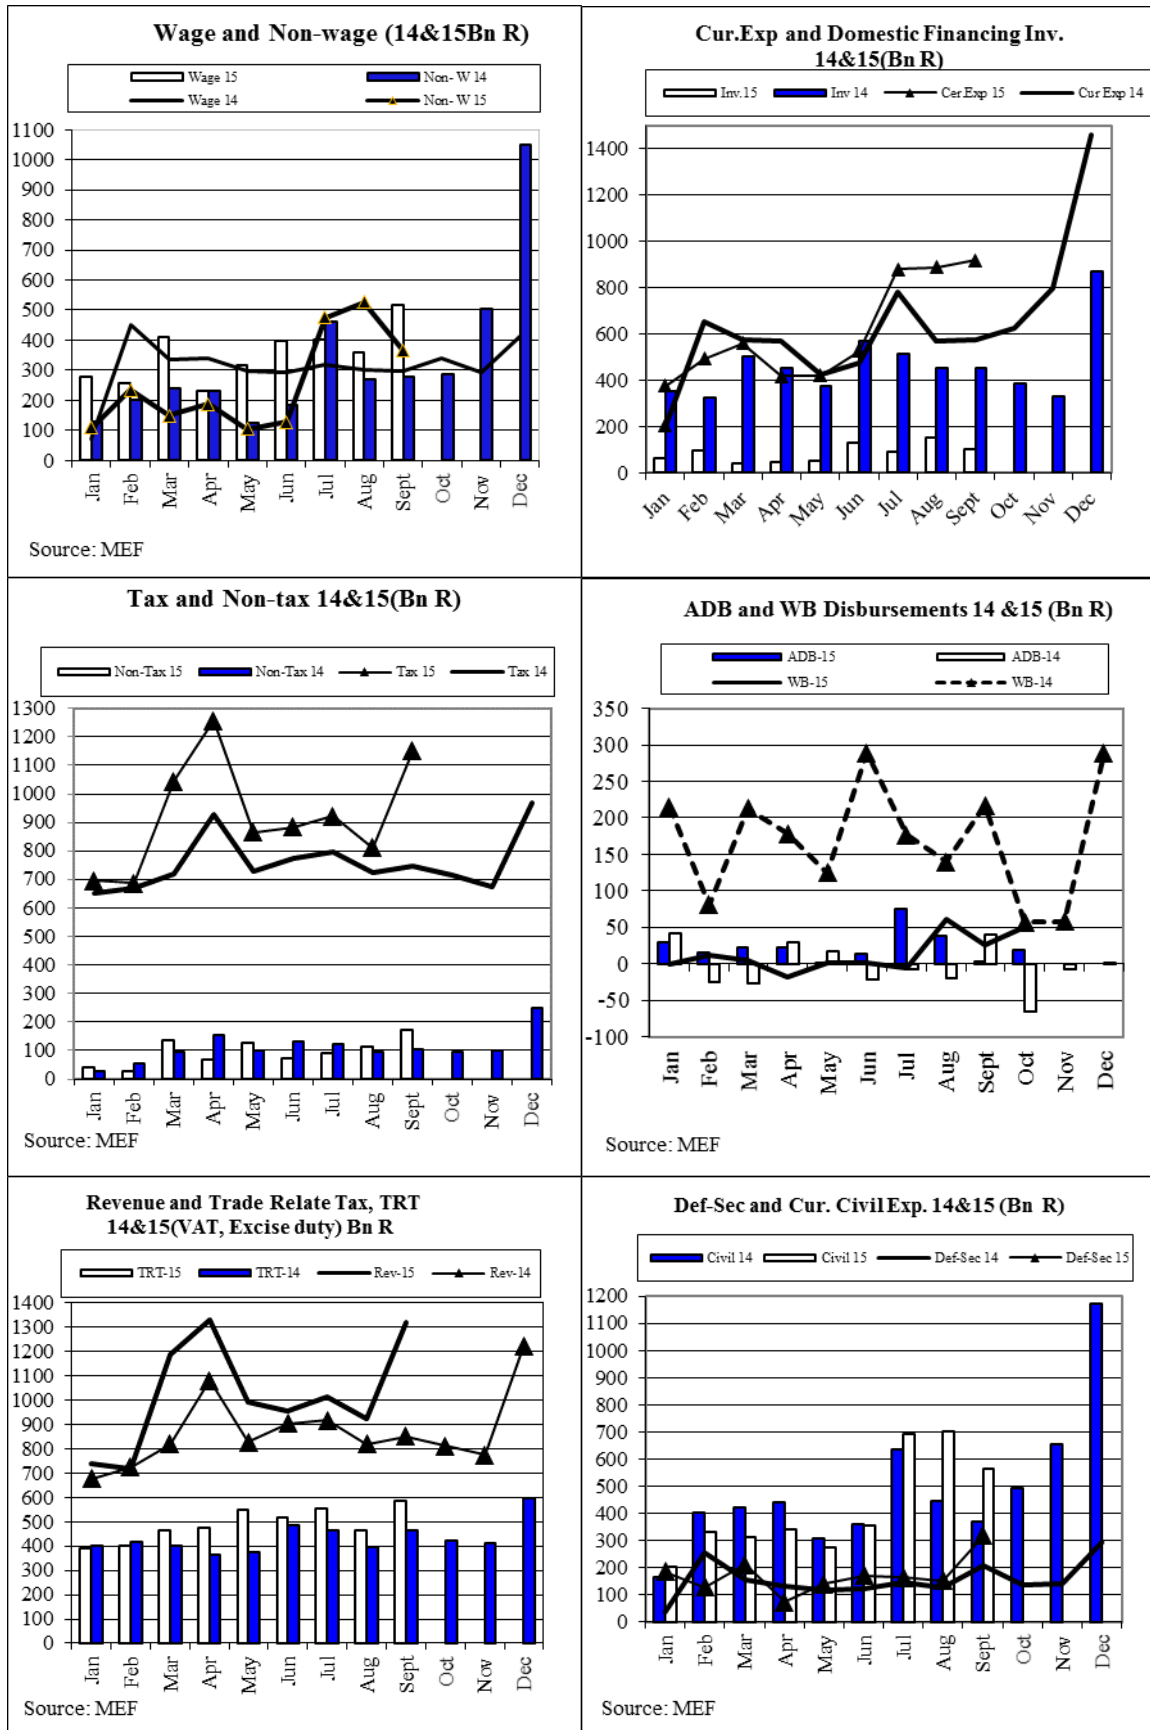 Wage and Non-wage (14&15Bn R)
Wage 15
Non- W 14
Wage 14
Non- W 15
1100
1000
900
800
700
600
500
400
300
200
100
0
Jan
Feb
Mar
Apr
May
Jun
Jul
Aug
Sept
Oct
Nov
Dec
Source: MEF
Cur.Exp and Domestic Financing Inv.
14&15(Bn R)
Inv.15
Inv 14
Cer.Exp 15
Cur Exp 14
1400
1200
1000
800
600
400
200
0
Jan
Feb
Mar
Apr
May
Jun
Jul
Aug
Sept
Oct
Nov
Dec
Source: MEF
Tax and Non-tax 14&15(Bn R)
Non-Tax 15
Non-Tax 14
Tax 15
Tax 14
1300
1200
1100
1000
900
800
700
600
500
400
300
200
100
0
Jan
Feb
Mar
Apr
May
Jun
Jul
Aug
Sept
Oct
Nov
Dec
Source: MEF
ADB and WB Disbursements 14 &15 (Bn R)
ADB-15
ADB-14
WB-15
WB-14
350
300
250
200
150
100
50
0
-50
-100
Jan
Feb
Mar
Apr
May
Jun
Jul
Aug
Sept
Oct
Nov
Dec
Source: MEF
Revenue and Trade Relate Tax, TRT
14&15(VAT, Excise duty) Bn R
TRT-15
TRT-14
Rev-15
Rev-14
1400
1300
1200
1100
1000
900
800
700
600
500
400
300
200
100
0
Jan
Feb
Mar
Apr
May
Jun
Jul
Aug
Sept
Oct
Nov
Dec
Source: MEF
Def-Sec and Cur. Civil Exp. 14&15 (Bn R)
Civil 14
Civil 15
Def-Sec 14
Def-Sec 15
1200
1100
1000
900
800
700
600
500
400
300
200
100
0
Jan
Feb
Mar
Apr
May
Jun
Jul
Aug
Sept
Oct
Nov
Dec
Source: MEF